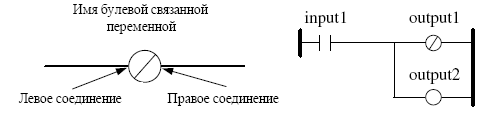 Имя булевой связанной
переменной
Левое соединение
Правое соединение
input1
output1
output2